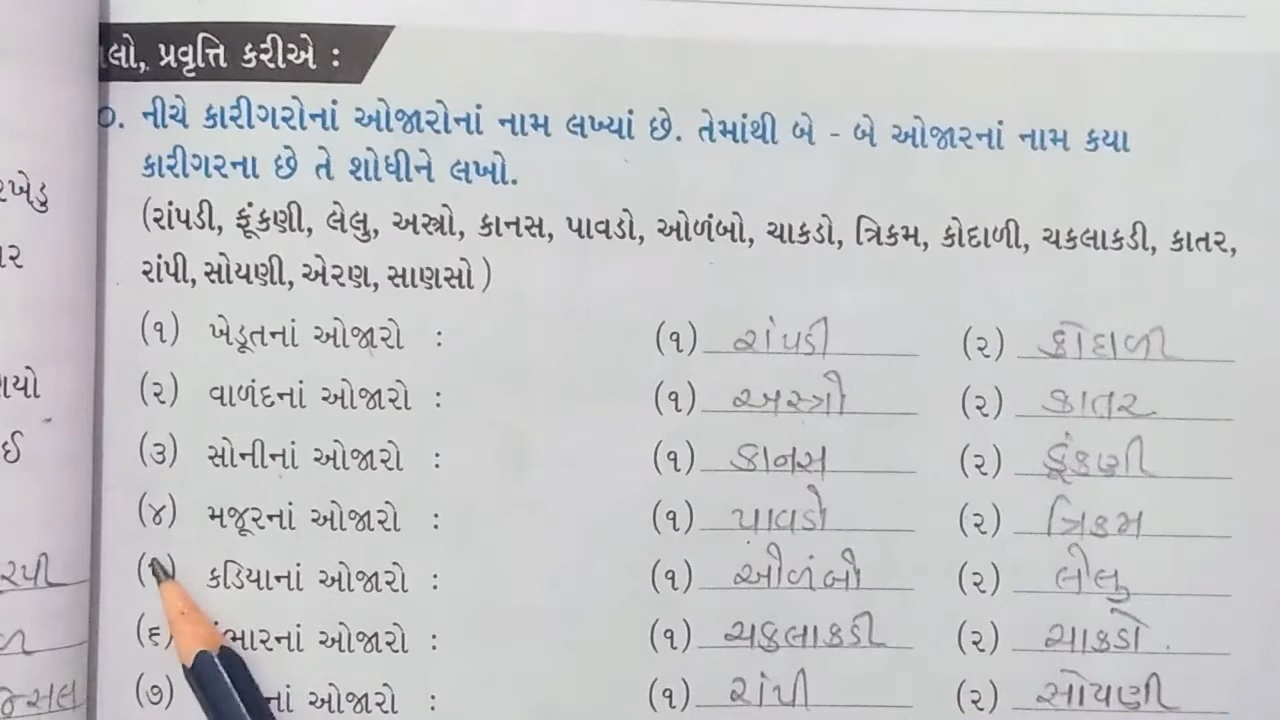 લો, પ્રવૃત્તિ કરીએ :
૦. નીચે કારીગરોનાં ઓજારોનાં નામ લખ્યાં છે. તેમાંથી બે - બે ઓજારનાં નામ કયા
કારીગરના છે તે શોધીને લખો.
(રાંપડી, ફૂંકણી, લેલુ, અસ્ત્રો, કાનસ, પાવડો, ઓળંબો, ચાકડો, ત્રિકમ, કોદાળી, ચકલાકડી, કાતર,
રાંપી, સોયણી, એરણ, સાણસો )
(૧) ખેડૂતનાં ઓજારો : (૧) રાંપડી (૨) કોદાળી
(૨) વાળંદનાં ઓજારો : (૧) અસ્ત્રો (૨) કાતર
(૩) સોનીનાં ઓજારો : (૧) કાનસ (૨) ફૂંકણી
(૪) મજૂરનાં ઓજારો : (૧) પાવડો (૨) ત્રિકમ
કડિયાનાં ઓજારો : (૧) ઓળંબો (૨) લેલુ
(૬) ંભારનાં ઓજારો : (૧) ચકલાકડી (૨) ચાકડો
(૭) નાં ઓજારો : (૧) રાંપી (૨) સોયણી